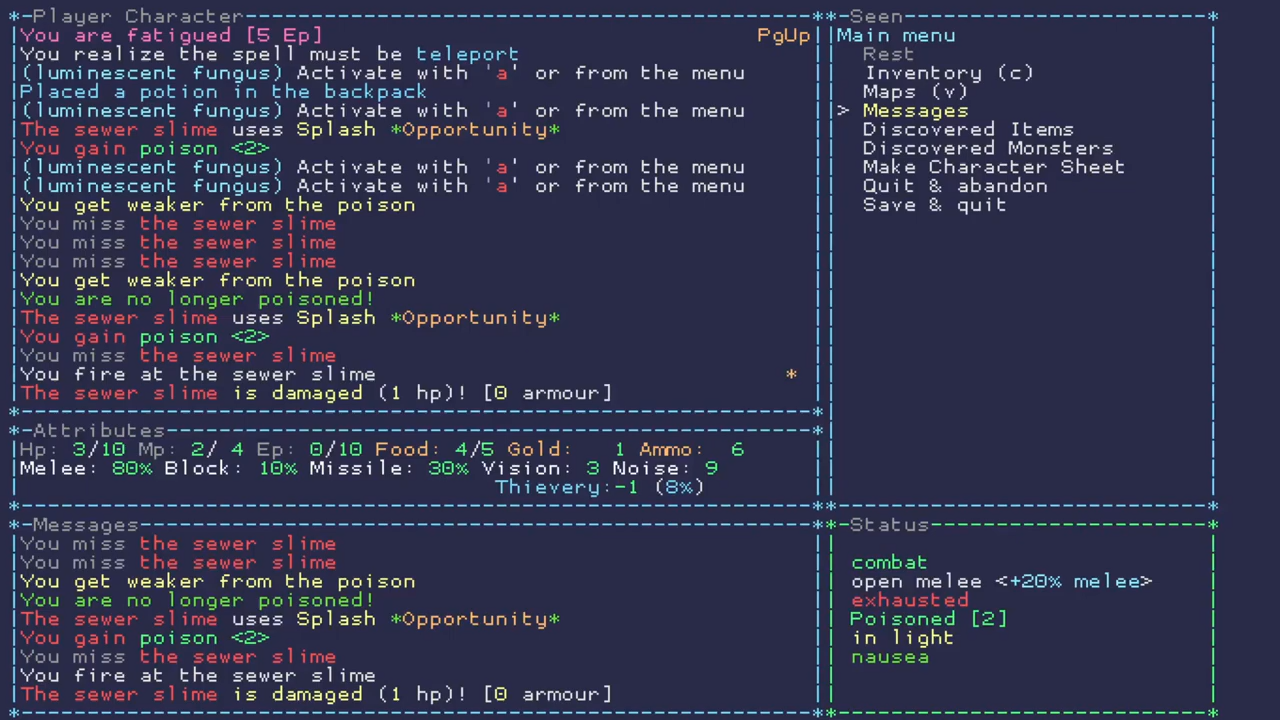 Player Character
You are fatigued [5 Ep] PgUp
You realize the spell must be teleport
(luminescent fungus) Activate with 'a' or from the menu
Placed a potion in the backpack
(luminescent fungus) Activate with 'a' or from the menu
The sewer slime uses Splash *Opportunity*
You gain poison <2>
(luminescent fungus) Activate with 'a' or from the menu
(luminescent fungus) Activate with 'a' or from the menu
You get weaker from the poison
You miss the sewer slime
You miss the sewer slime
You miss the sewer slime
You get weaker from the poison
You are no longer poisoned!
The sewer slime uses Splash *Opportunity*
You gain poison <2>
You miss the sewer slime
You fire at the sewer slime *
The sewer slime is damaged (1 hp)! [0 armour]
Seen
Main menu
Rest
Inventory (c)
Maps (v)
> Messages
Discovered Items
Discovered Monsters
Make Character Sheet
Quit & abandon
Save & quit
Attributes
Hp: 3/10 Mp: 2/ 4 Ep: 0/10 Food: 4/5 Gold: 1 Ammo: 6
Melee: 80% Block: 10% Missile: 30% Vision: 3 Noise: 9
Thievery:-1 (8%)
Messages
You miss the sewer slime
You miss the sewer slime
You get weaker from the poison
You are no longer poisoned!
The sewer slime uses Splash *Opportunity*
You gain poison <2>
You miss the sewer slime
You fire at the sewer slime
The sewer slime is damaged (1 hp)! [0 armour]
Status
combat
open melee <+20% melee>
exhausted
Poisoned [2]
in light
nausea